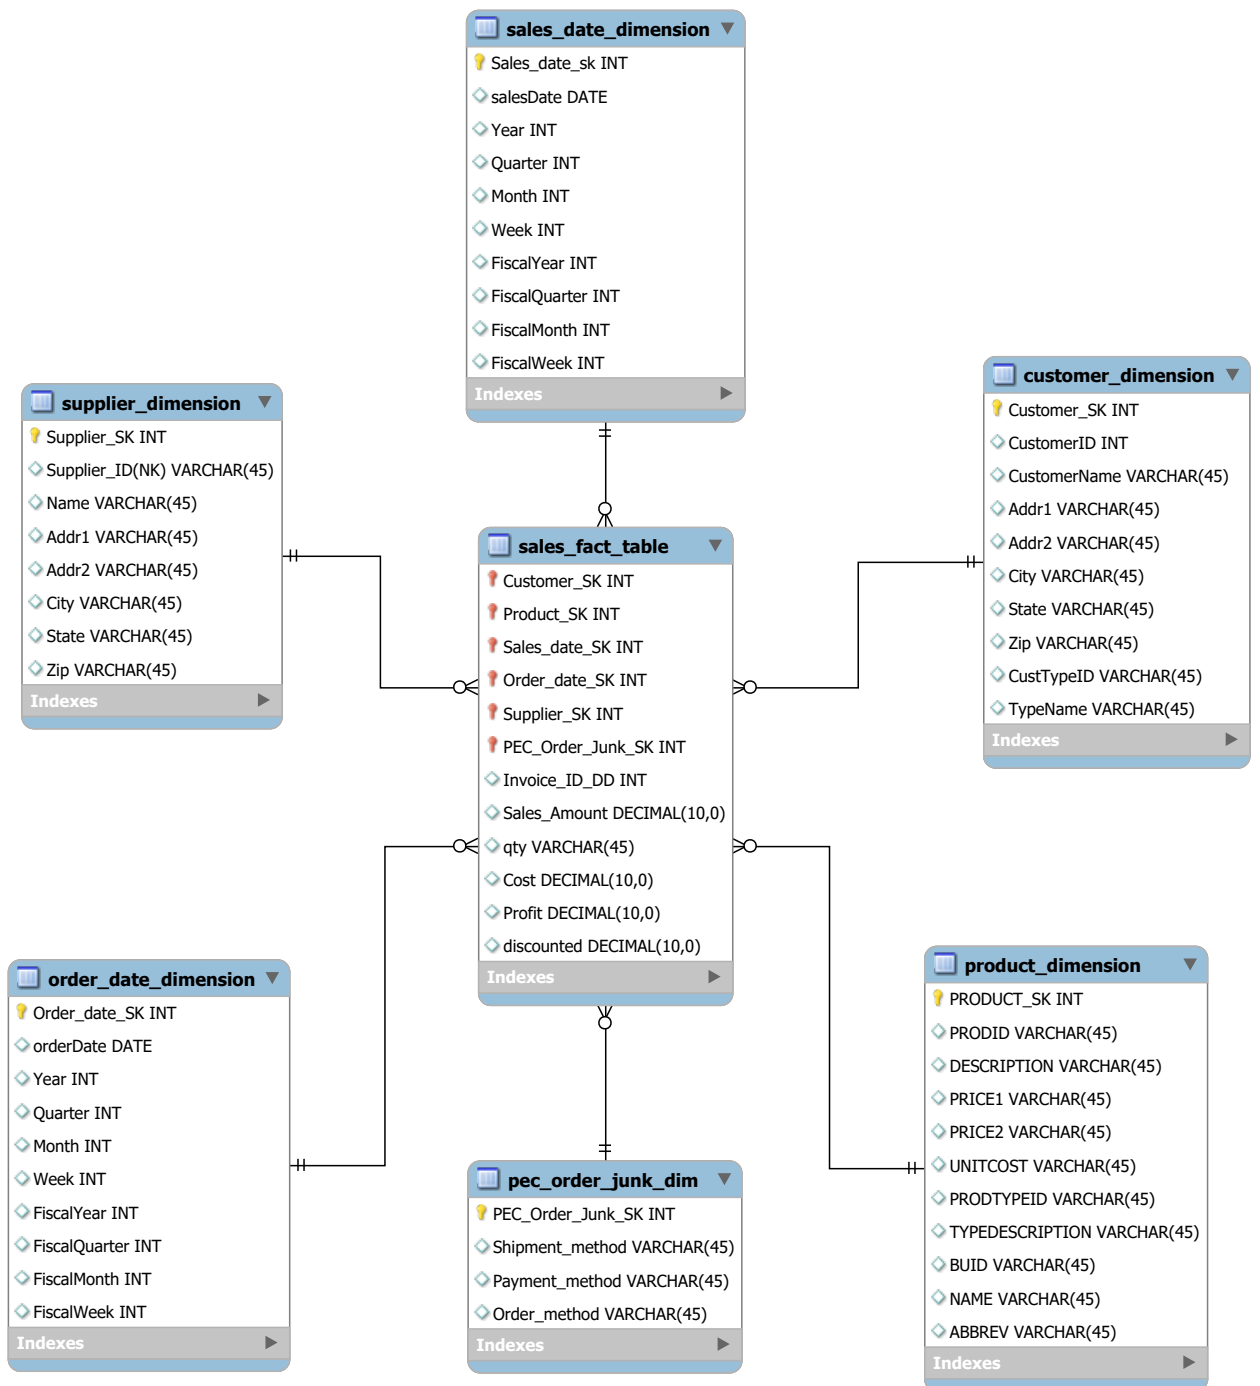 sales_date_dimension
Sales_date_sk INT
salesDate DATE
Year INT
Quarter INT
Month INT
Week INT
FiscalYear INT
FiscalQuarter INT
FiscalMonth INT
FiscalWeek INT
Indexes
supplier_dimension
Supplier_SK INT
Supplier_ID(NK) VARCHAR(45)
Name VARCHAR(45)
Addr1 VARCHAR(45)
Addr2 VARCHAR(45)
City VARCHAR(45)
State VARCHAR(45)
Zip VARCHAR(45)
Indexes
customer_dimension
Customer_SK INT
CustomerID INT
CustomerName VARCHAR(45)
Addr1 VARCHAR(45)
Addr2 VARCHAR(45)
City VARCHAR(45)
State VARCHAR(45)
Zip VARCHAR(45)
CustTypeID VARCHAR(45)
TypeName VARCHAR(45)
Indexes
sales_fact_table
Customer_SK INT
Product_SK INT
Sales_date_SK INT
Order_date_SK INT
Supplier_SK INT
PEC_Order_Junk_SK INT
Invoice_ID_DD INT
Sales_Amount DECIMAL(10,0)
qty VARCHAR(45)
Cost DECIMAL(10,0)
Profit DECIMAL(10,0)
discounted DECIMAL(10,0)
Indexes
order_date_dimension
Order_date_SK INT
orderDate DATE
Year INT
Quarter INT
Month INT
Week INT
FiscalYear INT
FiscalQuarter INT
FiscalMonth INT
FiscalWeek INT
Indexes
pec_order_junk_dim
PEC_Order_Junk_SK INT
Shipment_method VARCHAR(45)
Payment_method VARCHAR(45)
Order_method VARCHAR(45)
Indexes
product_dimension
PRODUCT_SK INT
PRODID VARCHAR(45)
DESCRIPTION VARCHAR(45)
PRICE1 VARCHAR(45)
PRICE2 VARCHAR(45)
UNITCOST VARCHAR(45)
PRODTYPEID VARCHAR(45)
TYPEDESCRIPTION VARCHAR(45)
BUID VARCHAR(45)
NAME VARCHAR(45)
ABBREV VARCHAR(45)
Indexes